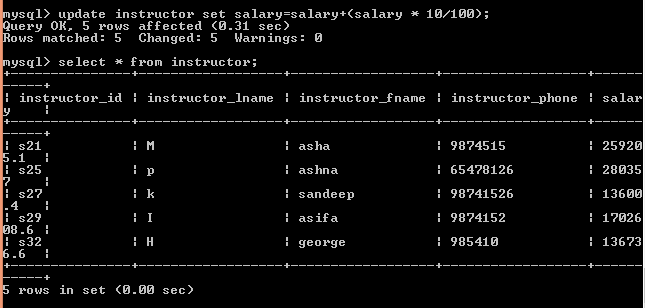 mysql> update instructor set salary=salary+(salary * 10/100);
Query OK, 5 rows affected (0.31 sec)
Rows matched: 5  Changed: 5  Warnings: 0

mysql> select * from instructor;
+---------------+------------------+------------------+------------------+------
-----+
| instructor_id | instructor_lname | instructor_fname | instructor_phone | salar
y    |
+---------------+------------------+------------------+------------------+------
-----+
| s21           | M                | asha             | 9874515          | 25920
5.1  |
| s25           | p                | ashna            | 65478126         | 28035
7    |
| s27           | k                | sandeep          | 98741526         | 13600
.4   |
| s29           | I                | asifa            | 9874152          | 17026
08.6 |
| s32           | H                | george           | 985410           | 13673
6.6  |
+---------------+------------------+------------------+------------------+------
-----+
5 rows in set (0.00 sec)